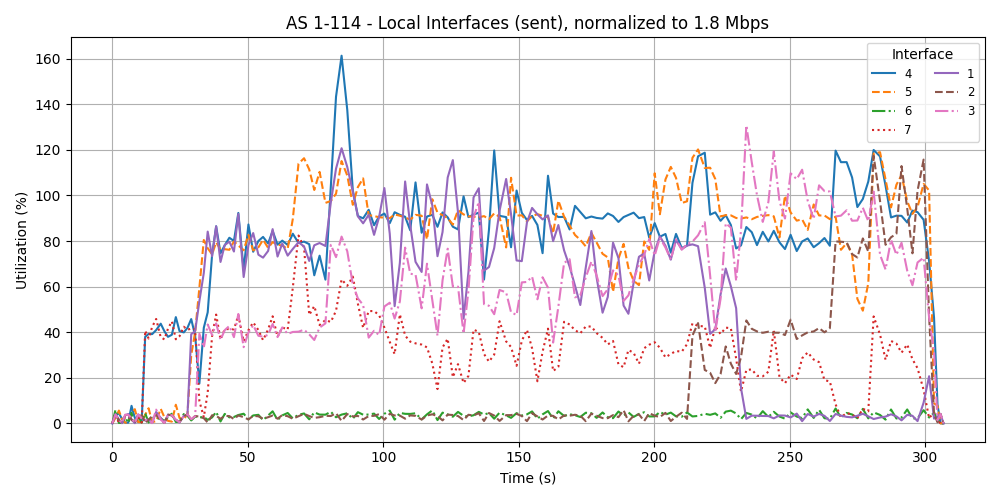 AS 1-114 - Local Interfaces (sent), normalized to 1.8 Mbps
Utilization (%)
160
140
120
100
80
60
40
20
0
0 50 100 150 200 250 300
Time (s)
Interface
4 1
5 2
6 3
7